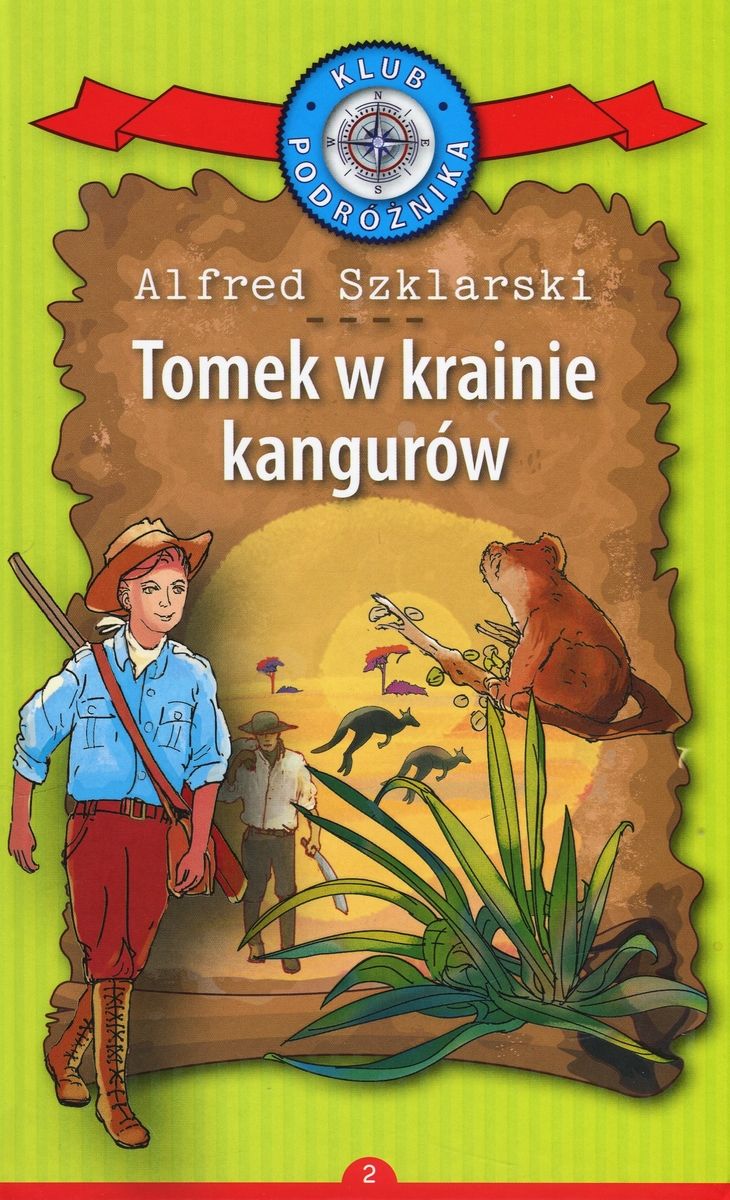 KLUB
PODRÓŻNIKA
N
W
E
S
Alfred Szklarski
Tomek w krainie
kangurów
2